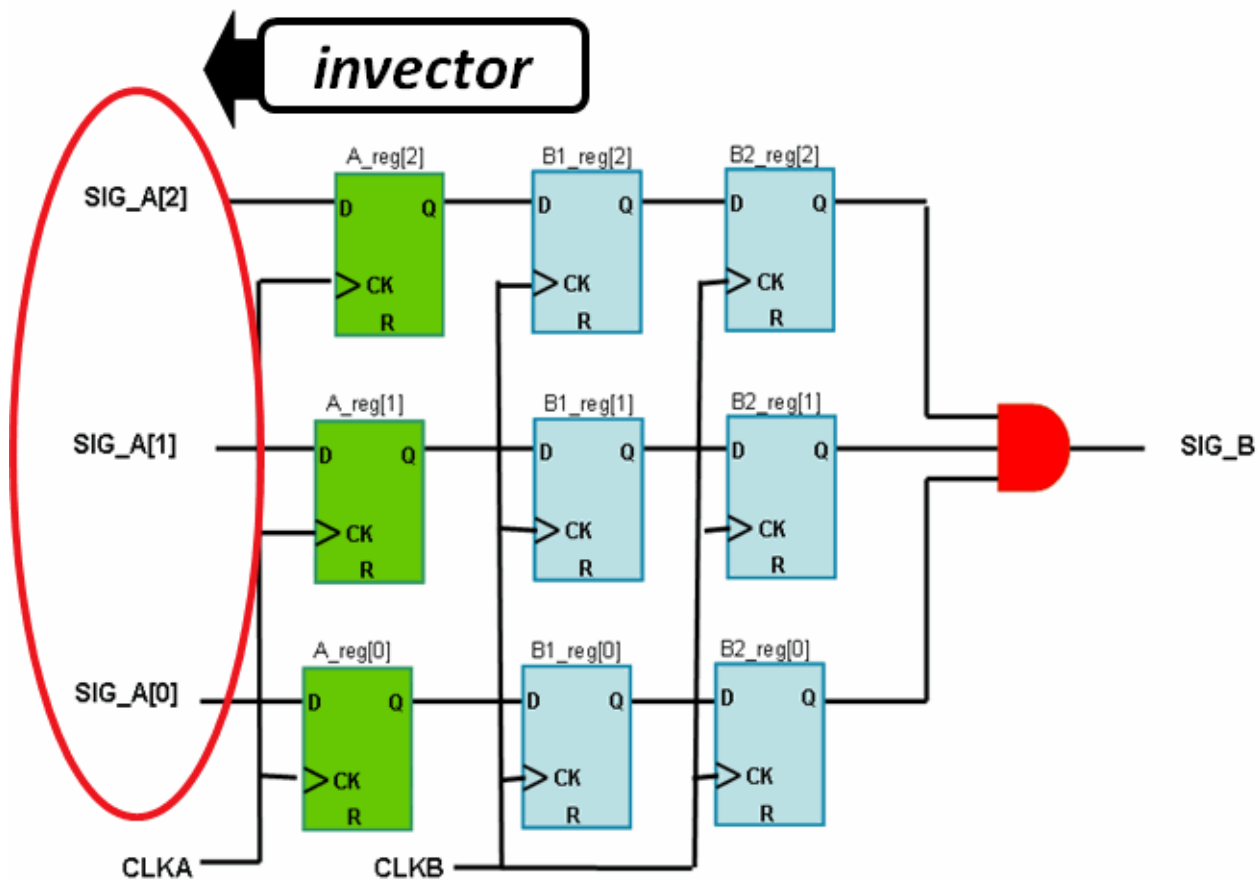 invector
A_reg[2]
B1_reg[2]
B2_reg[2]
SIG_A[2]
D
Q
D
Q
D
Q
CK
CK
CK
R
R
R
A_reg[1]
B1_reg[1]
B2_reg[1]
SIG_A[1]
D
Q
D
Q
D
Q
SIG_B
CK
CK
CK
R
R
R
A_reg[0]
B1_reg[0]
B2_reg[0]
SIG_A[0]
D
Q
D
Q
D
Q
CK
CK
CK
R
R
R
CLKA
CLKB